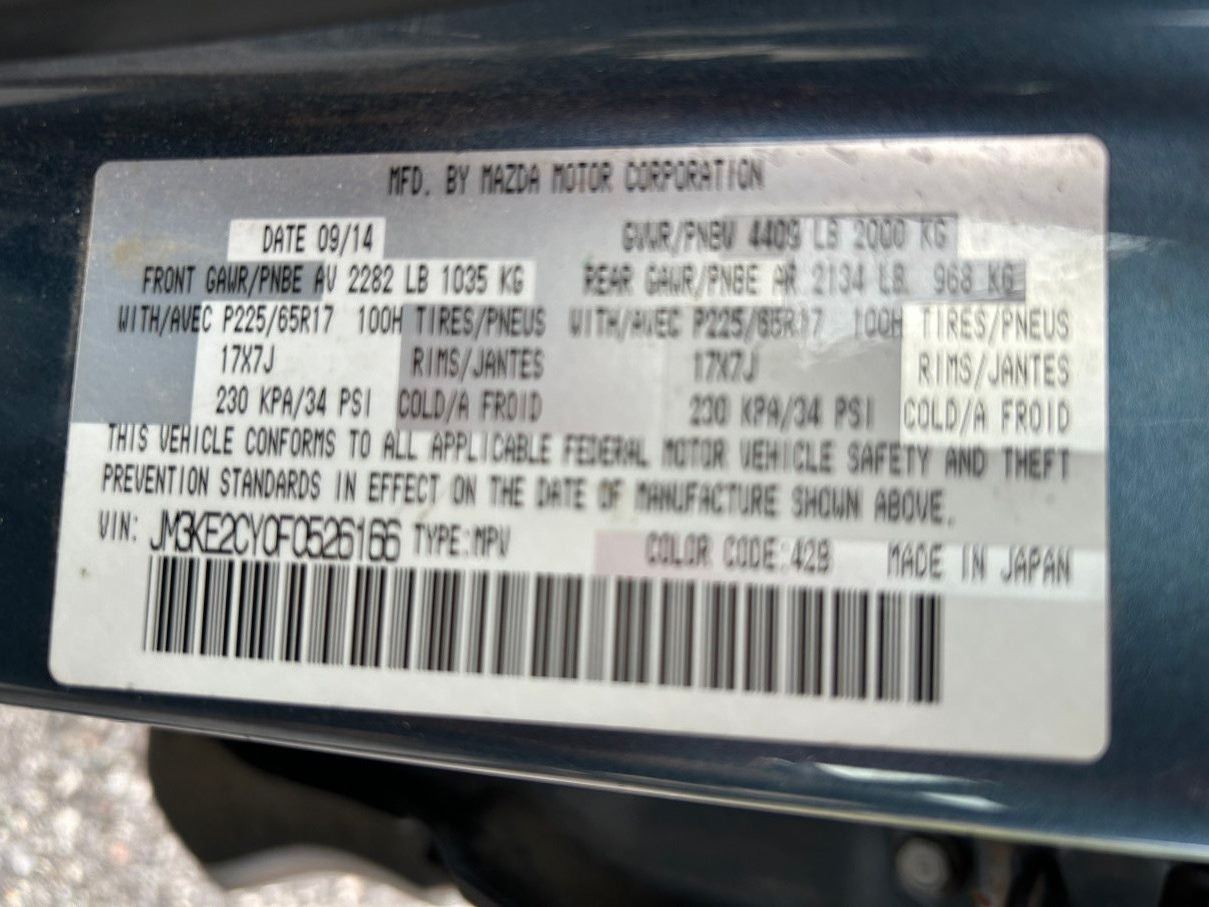 MFD. BY MAZDA MOTOR CORPORATION
DATE 09/14 GVWR/PNBV 4409 LB 2000 KG
FRONT GAWR/PNBE AV 2282 LB 1035 KG REAR GAWR/PNBE AR 2134 LB 968 KG
WITH/AVEC P225/65R17 100H TIRES/PNEUS WITH/AVEC P225/65R17 100H TIRES/PNEUS
17X7J RIMS/JANTES 17X7J RIMS/JANTES
230 KPA/34 PSI COLD/A FROID 230 KPA/34 PSI COLD/A FROID
THIS VEHICLE CONFORMS TO ALL APPLICABLE FEDERAL MOTOR VEHICLE SAFETY AND THEFT
PREVENTION STANDARDS IN EFFECT ON THE DATE OF MANUFACTURE SHOWN ABOVE.
VIN: JM3KE2CY0F0526166 TYPE:MPV COLOR CODE:42B MADE IN JAPAN